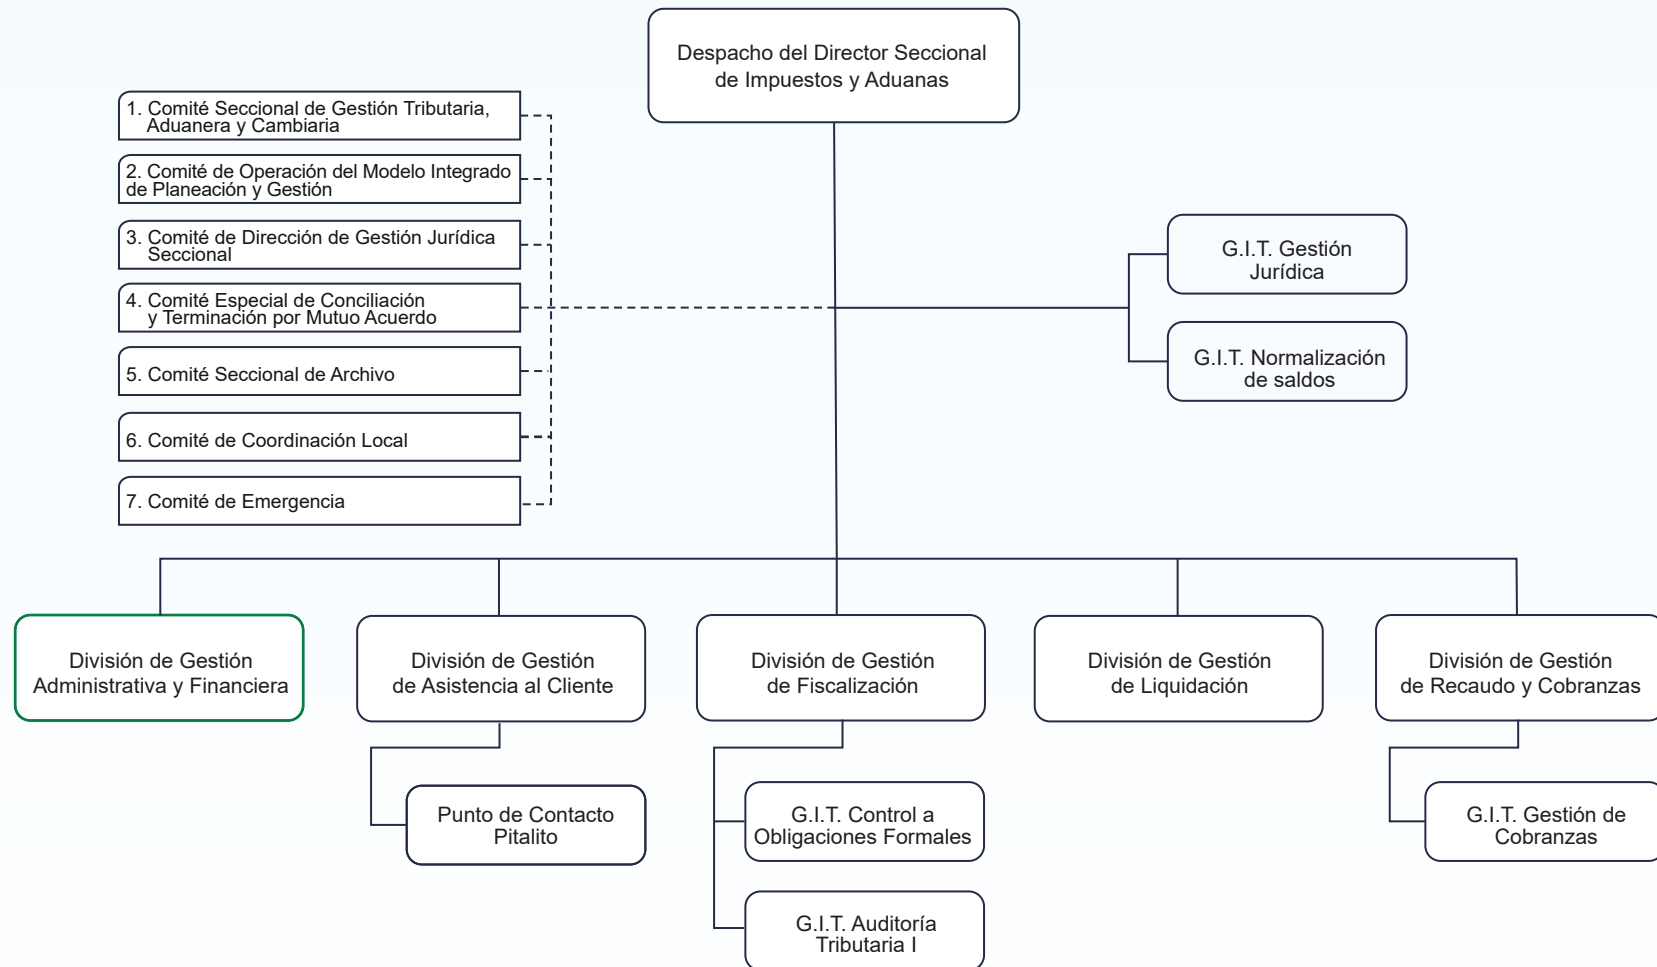 Despacho del Director Seccional
de Impuestos y Aduanas
1. Comité Seccional de Gestión Tributaria,
Aduanera y Cambiaria
2. Comité de Operación del Modelo Integrado
de Planeación y Gestión
3. Comité de Dirección de Gestión Jurídica
Seccional
4. Comité Especial de Conciliación
y Terminación por Mutuo Acuerdo
5. Comité Seccional de Archivo
6. Comité de Coordinación Local
7. Comité de Emergencia
G.I.T. Gestión
Jurídica
G.I.T. Normalización
de saldos
División de Gestión
Administrativa y Financiera
División de Gestión
de Asistencia al Cliente
División de Gestión
de Fiscalización
División de Gestión
de Liquidación
División de Gestión
de Recaudo y Cobranzas
Punto de Contacto
Pitalito
G.I.T. Control a
Obligaciones Formales
G.I.T. Auditoría
Tributaria I
G.I.T. Gestión de
Cobranzas